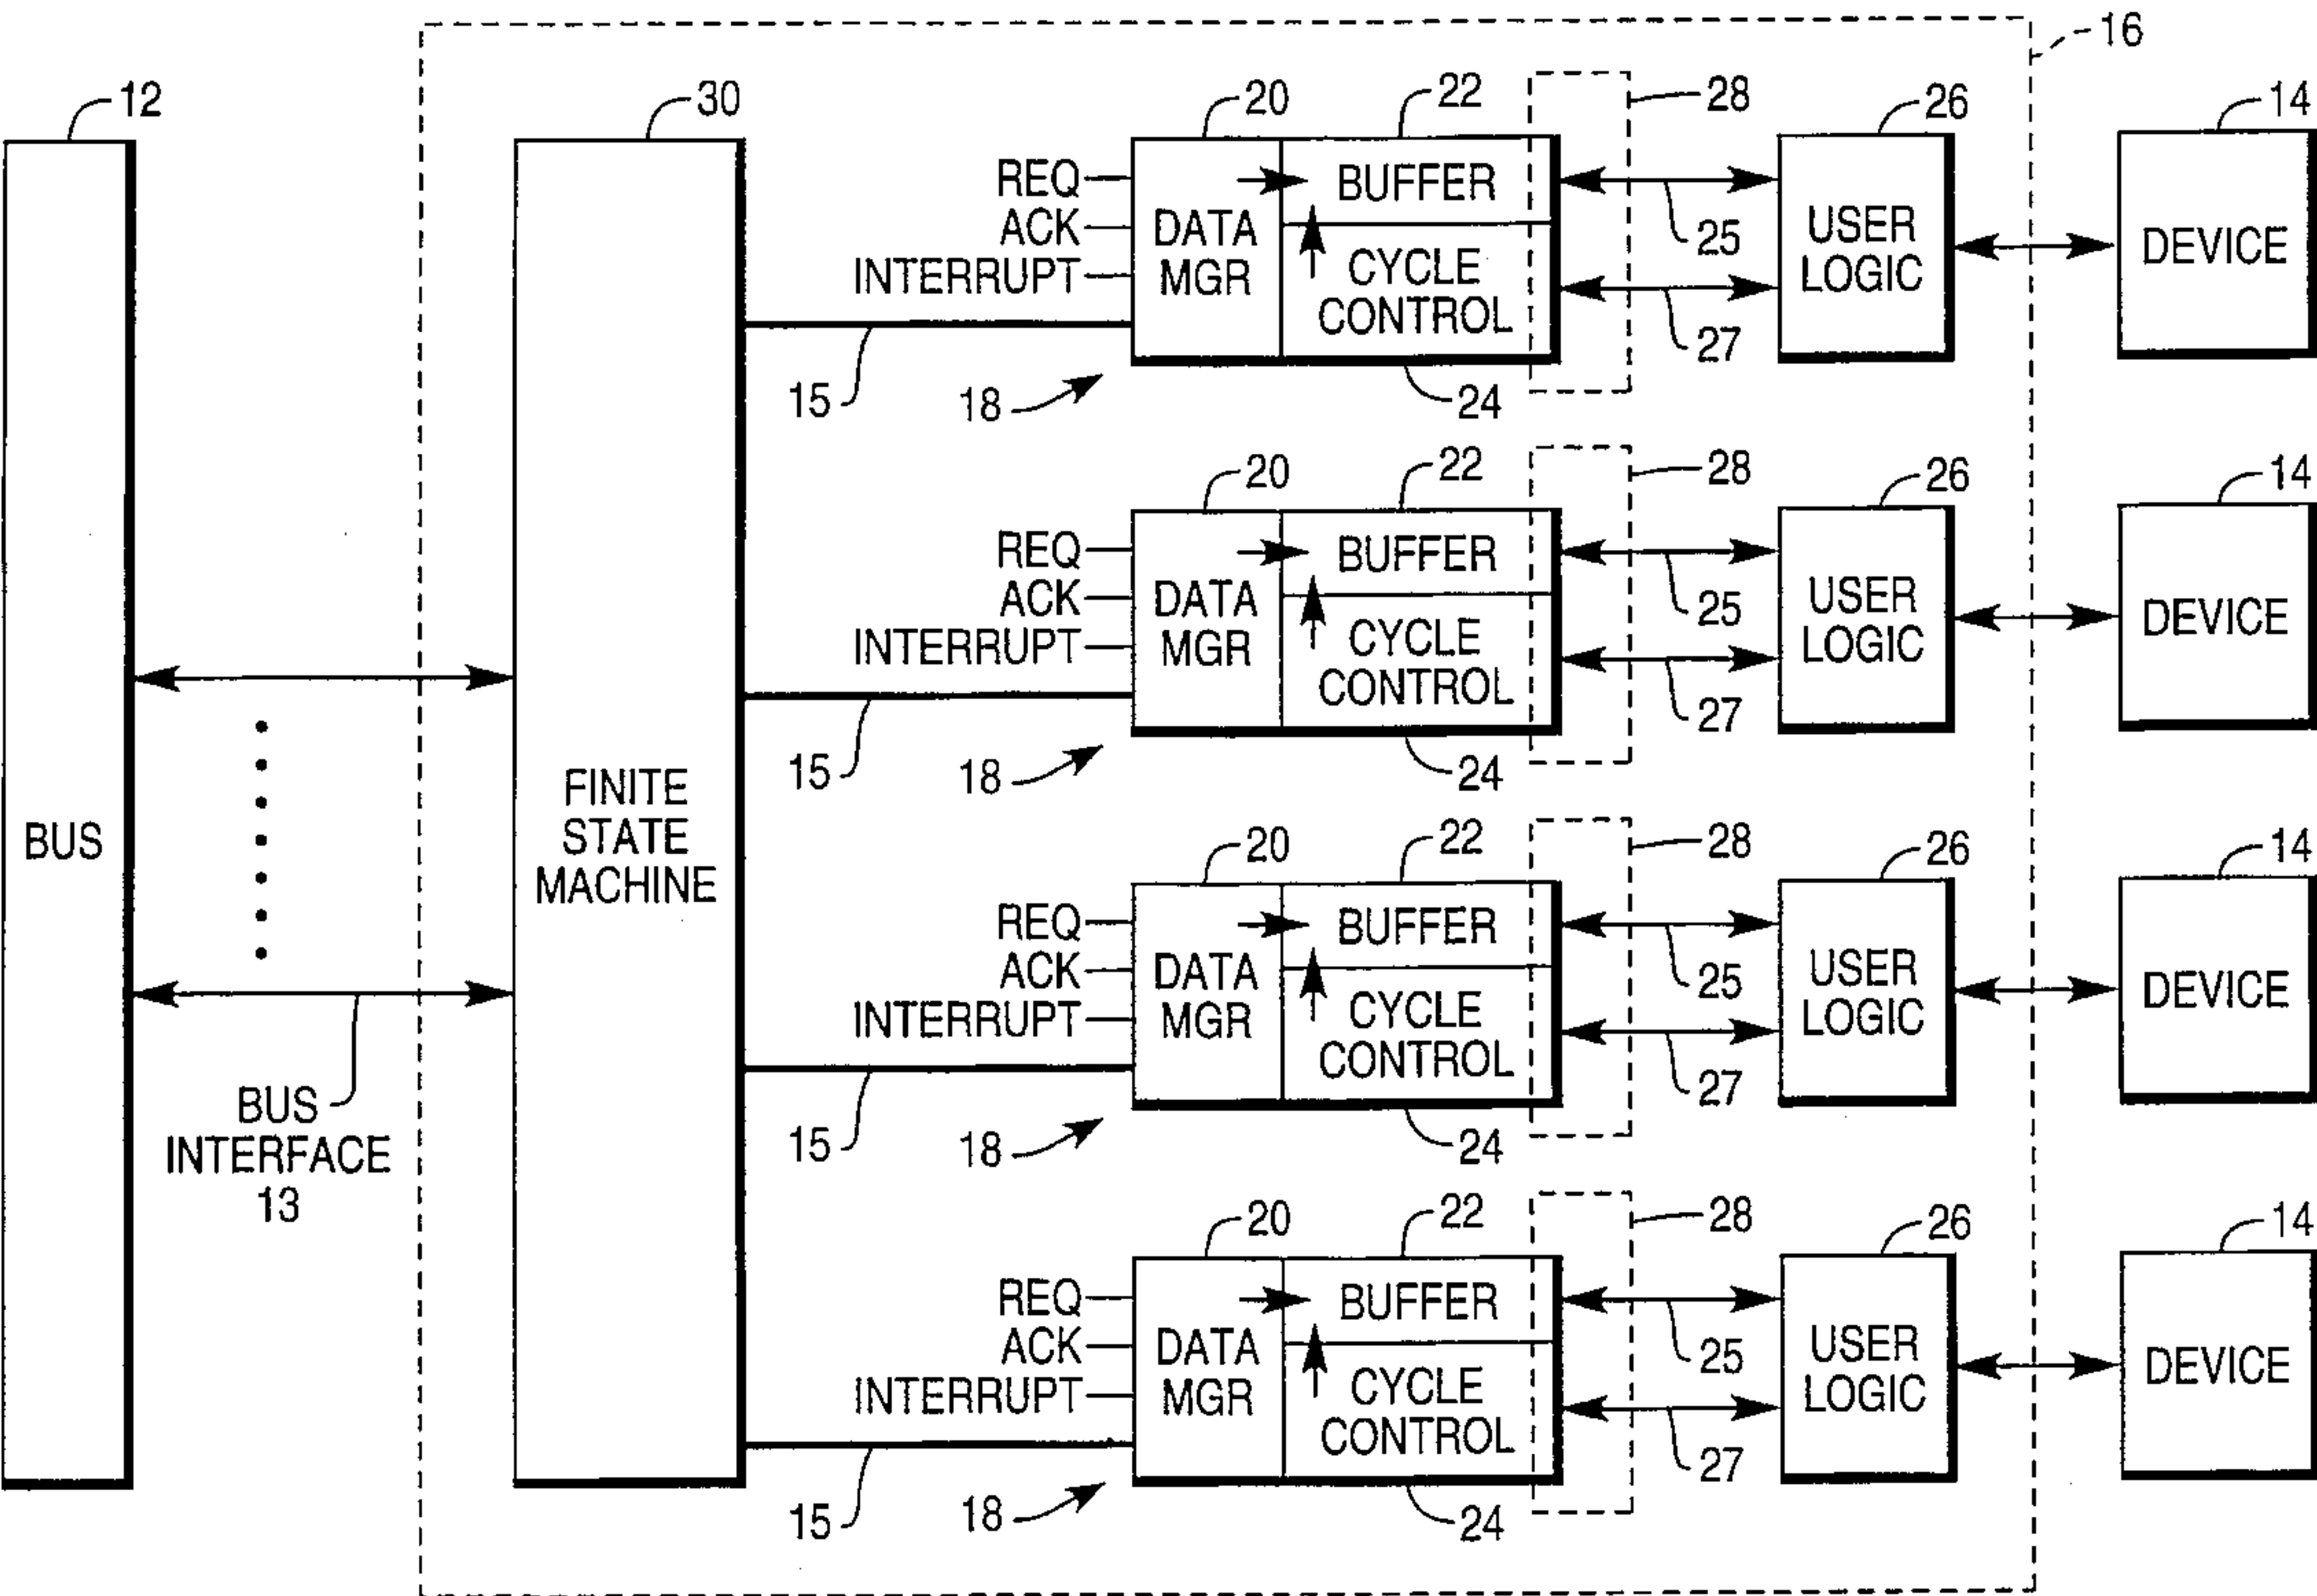 16
12
30
20
22
28
26
14
REQ
ACK
INTERRUPT
DATA
MGR
BUFFER
CYCLE
CONTROL
25
27
USER
LOGIC
DEVICE
15
18
24
20
22
28
26
14
REQ
ACK
INTERRUPT
DATA
MGR
BUFFER
CYCLE
CONTROL
25
27
USER
LOGIC
DEVICE
15
18
24
BUS
FINITE
STATE
MACHINE
BUS
INTERFACE
13
20
22
28
26
14
REQ
ACK
INTERRUPT
DATA
MGR
BUFFER
CYCLE
CONTROL
25
27
USER
LOGIC
DEVICE
15
18
24
20
22
28
26
14
REQ
ACK
INTERRUPT
DATA
MGR
BUFFER
CYCLE
CONTROL
25
27
USER
LOGIC
DEVICE
15
18
24